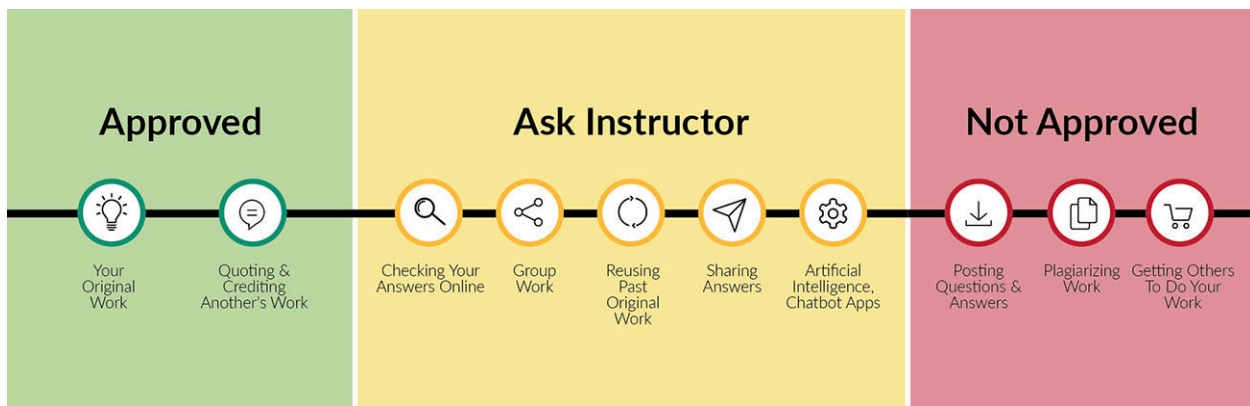 Approved
Your
Original
Work
Quoting &
Crediting
Another's Work
Ask Instructor
Checking Your
Answers Online
Group
Work
Reusing
Past
Original
Work
Sharing
Answers
Artificial
Intelligence,
Chatbot Apps
Not Approved
Posting
Questions &
Answers
Plagiarizing
Work
Getting Others
To Do Your
Work